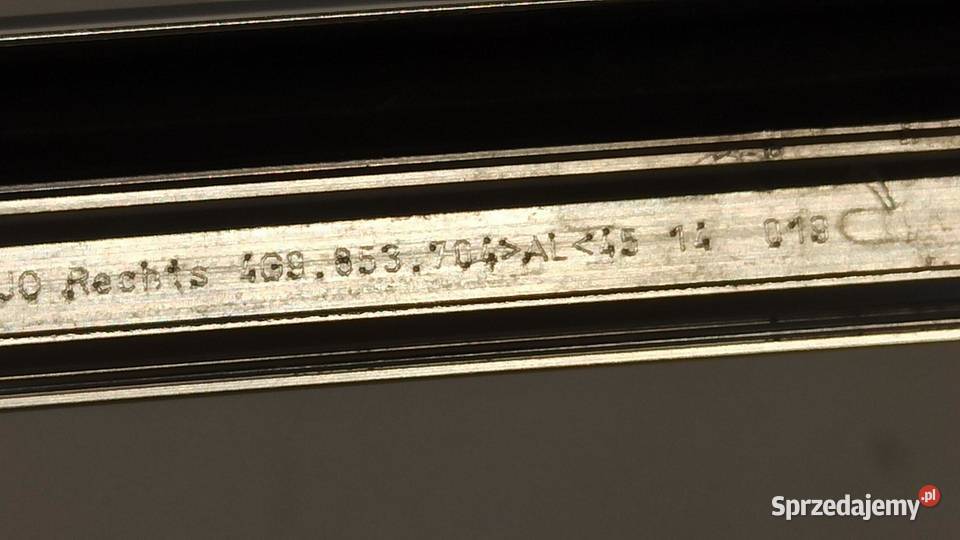 JO Rechts 4G9.853.704>AL<45 14 018
Sprzedajemy.pl